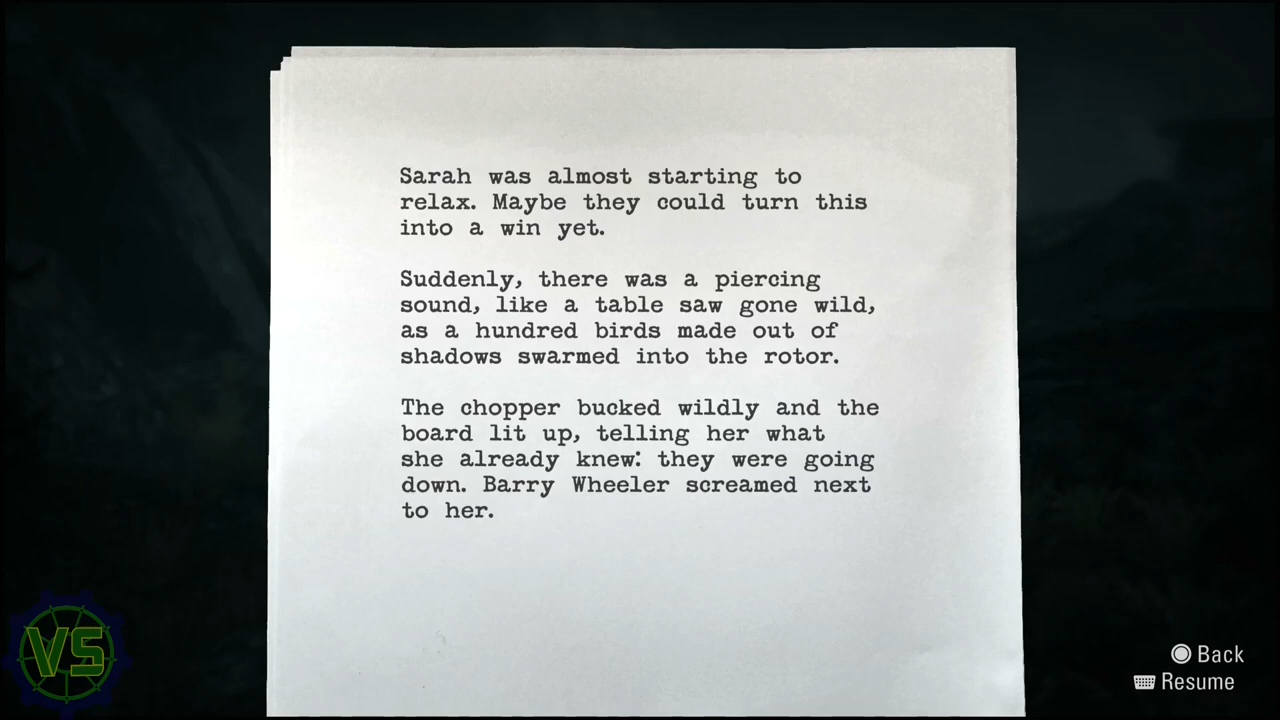 Sarah was almost starting to
relax. Maybe they could turn this
into a win yet.
Suddenly, there was a piercing
sound, like a table saw gone wild,
as a hundred birds made out of
shadows swarmed into the rotor.
The chopper bucked wildly and the
board lit up, telling her what
she already knew: they were going
down. Barry Wheeler screamed next
to her.
VS
Back
Resume